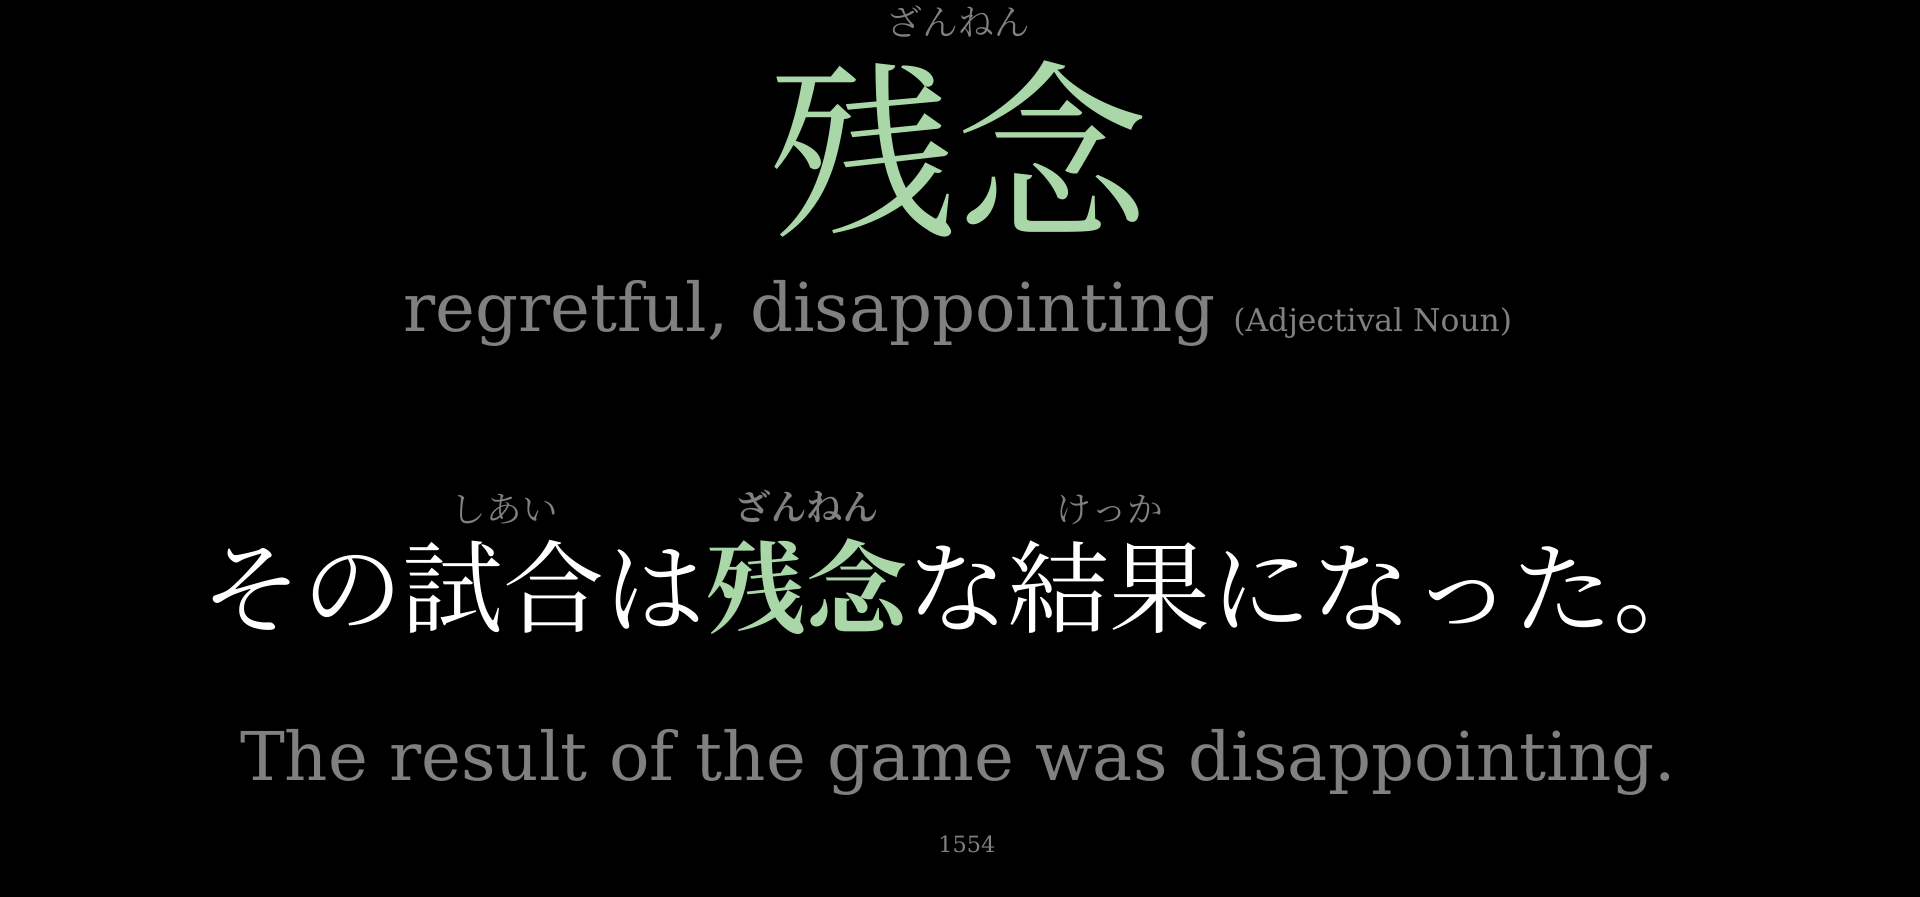 ざんねん
残念
regretful, disappointing (Adjectival Noun)
しあい ざんねん けっか
その試合は残念な結果になった。
The result of the game was disappointing.
1554